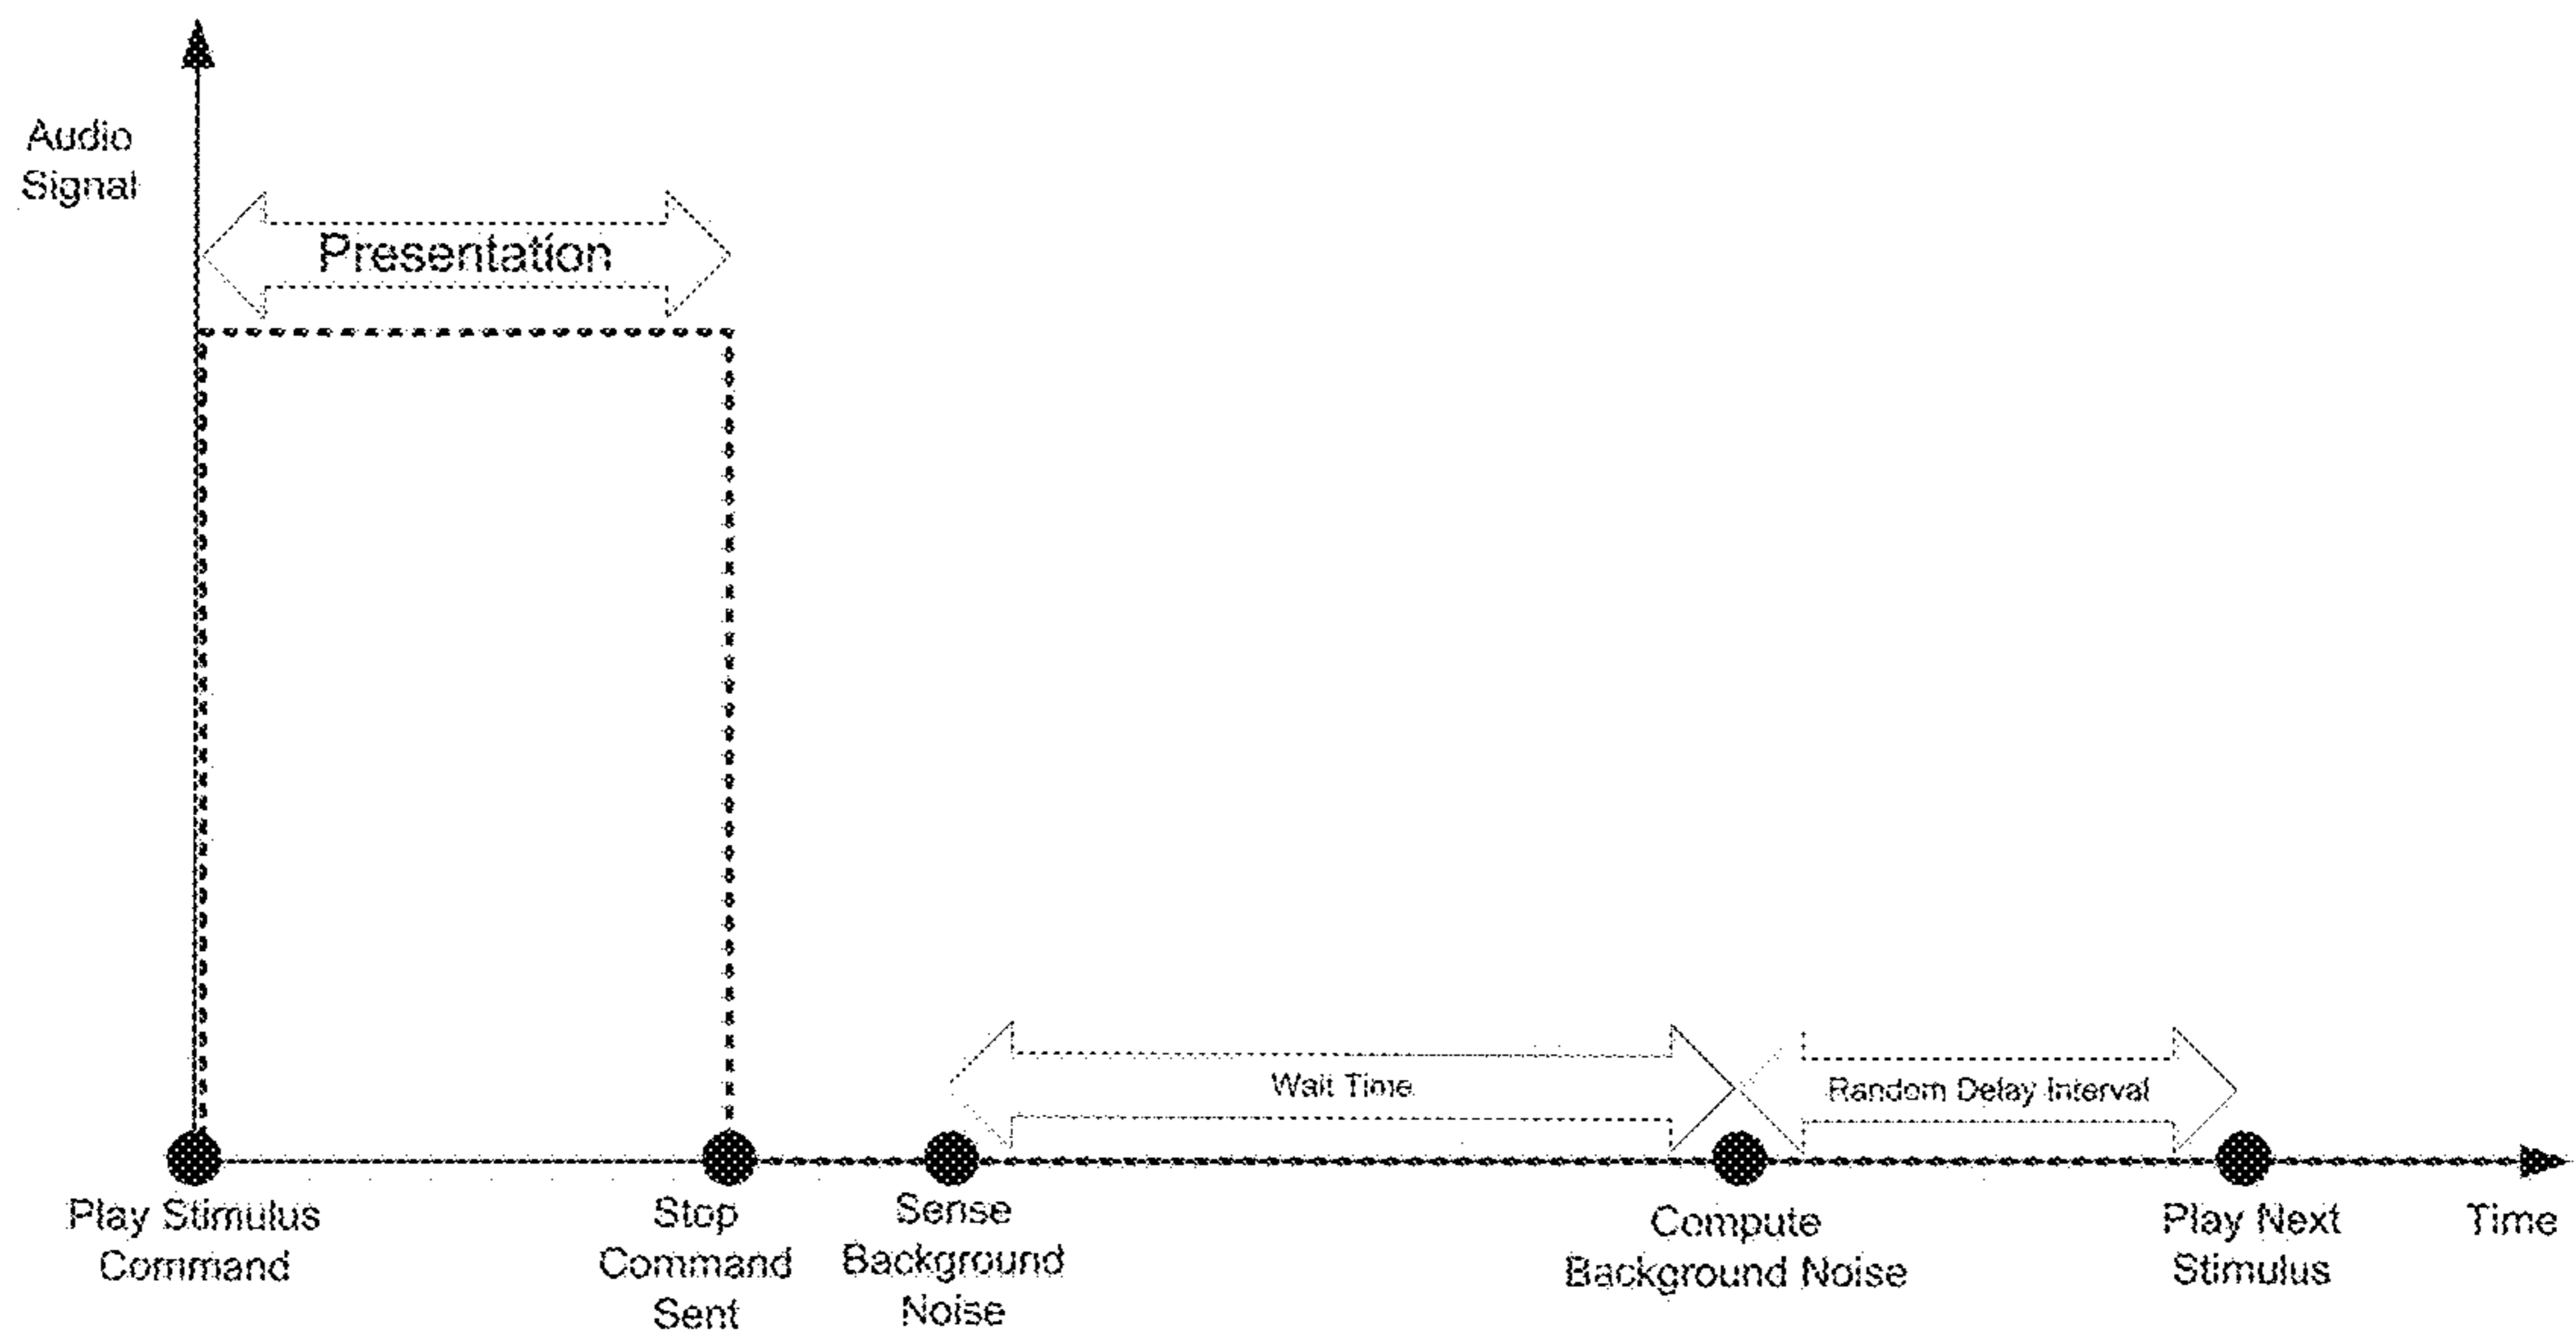 Audio
Signal
Presentation
Wait Time
Random Delay Interval
Play Stimulus
Command
Stop
Command
Sent
Sense
Background
Noise
Compute
Background Noise
Play Next
Stimulus
Time